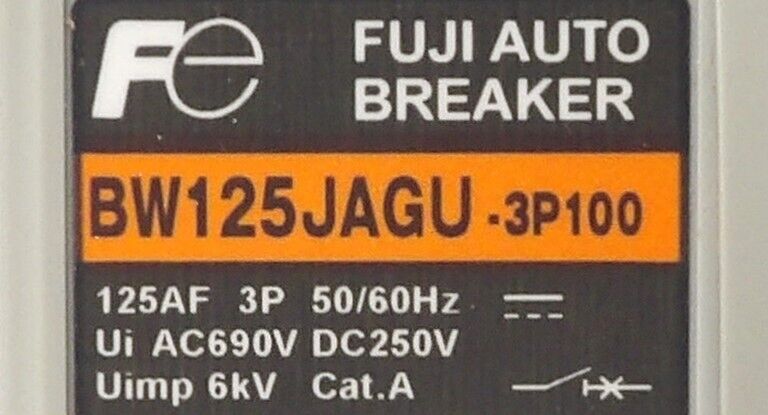 Fe FUJI AUTO
BREAKER
BW125JAGU -3P100
125AF 3P 50/60Hz
Ui AC690V DC250V
Uimp 6kV Cat.A